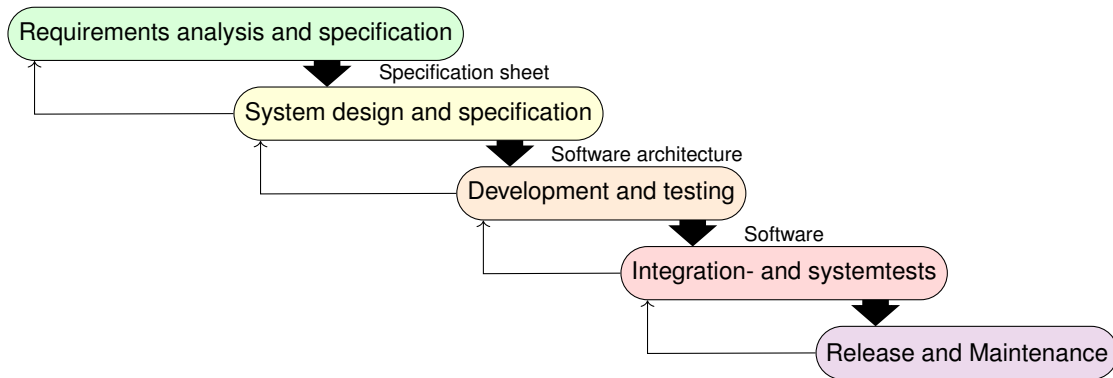 Requirements analysis and specification
Specification sheet
System design and specification
Software architecture
Development and testing
Software
Integration- and systemtests
Release and Maintenance